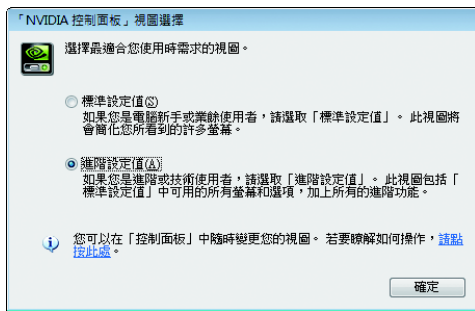 「NVIDIA 控制面板」視圖選擇
選擇最適合您使用時需求的視圖。
標準設定值(S)
如果您是電腦新手或業餘使用者，請選取「標準設定值」。 此視圖將
會簡化您所看到的許多螢幕。
進階設定值(A)
如果您是進階或技術使用者，請選取「進階設定值」。 此視圖包括「
標準設定值」中可用的所有螢幕和選項，加上所有的進階功能。
您可以在「控制面板」中隨時變更您的視圖。 若要瞭解如何操作，請點
按此處。
確定